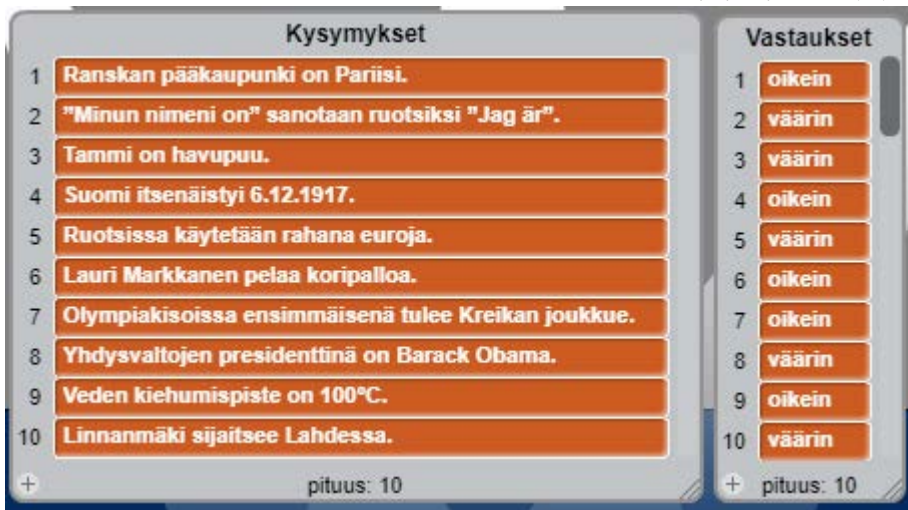 Kysymykset
1 Ranskan pääkaupunki on Pariisi.
2 ”Minun nimeni on” sanotaan ruotsiksi ”Jag är”.
3 Tammi on havupuu.
4 Suomi itsenäistyi 6.12.1917.
5 Ruotsissa käytetään rahana euroja.
6 Lauri Markkanen pelaa koripalloa.
7 Olympiakisoissa ensimmäisenä tulee Kreikan joukkue.
8 Yhdysvaltojen presidenttinä on Barack Obama.
9 Veden kiehumispiste on 100°C.
10 Linnanmäki sijaitsee Lahdessa.
+ pituus: 10
Vastaukset
1 oikein
2 väärin
3 väärin
4 oikein
5 väärin
6 oikein
7 oikein
8 väärin
9 oikein
10 väärin
+ pituus: 10